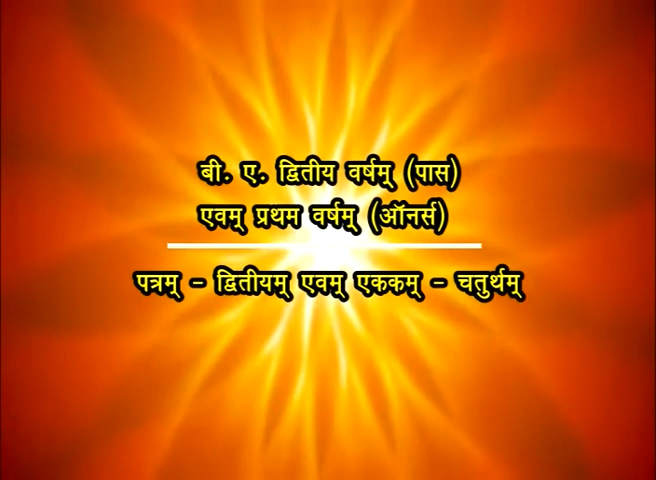 बी. ए. द्वितीय वर्षम् (पास)
एवम् प्रथम वर्षम् (ऑनर्स)
पत्रम् - द्वितीयम् एवम् एककम् - चतुर्थम्